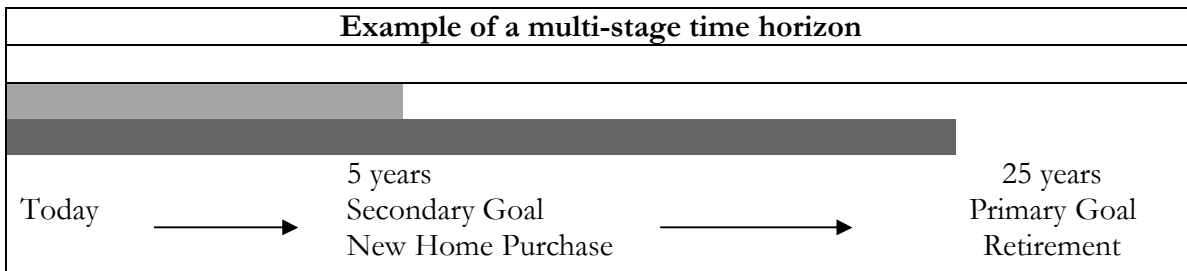 Example of a multi-stage time horizon
5 years 25 years
Today Secondary Goal Primary Goal
New Home Purchase Retirement